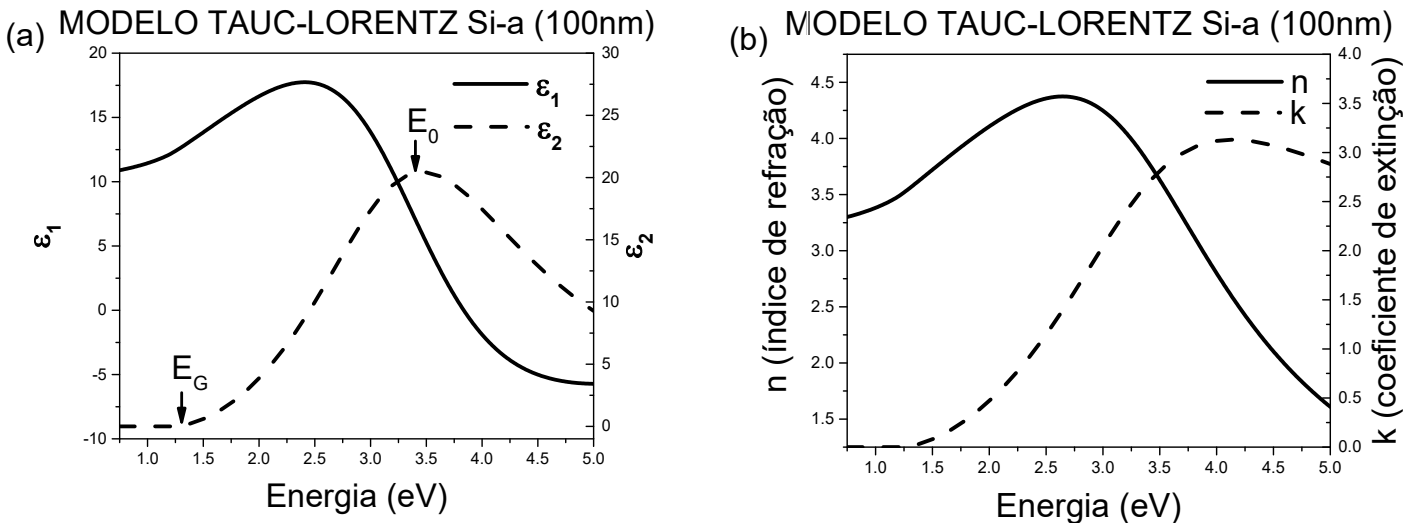 (a) MODELO TAUC-LORENTZ Si-a (100nm)
20
15
10
5
0
-5
-10
ε1
30
25
20
15
10
5
0
ε2
ε1
ε2
E0
EG
1.0 1.5 2.0 2.5 3.0 3.5 4.0 4.5 5.0
Energia (eV)
(b) MODELO TAUC-LORENTZ Si-a (100nm)
4.5
4.0
3.5
3.0
2.5
2.0
1.5
n (índice de refração)
4.0
3.5
3.0
2.5
2.0
1.5
1.0
0.5
0.0
k (coeficiente de extinção)
n
k
1.0 1.5 2.0 2.5 3.0 3.5 4.0 4.5 5.0
Energia (eV)